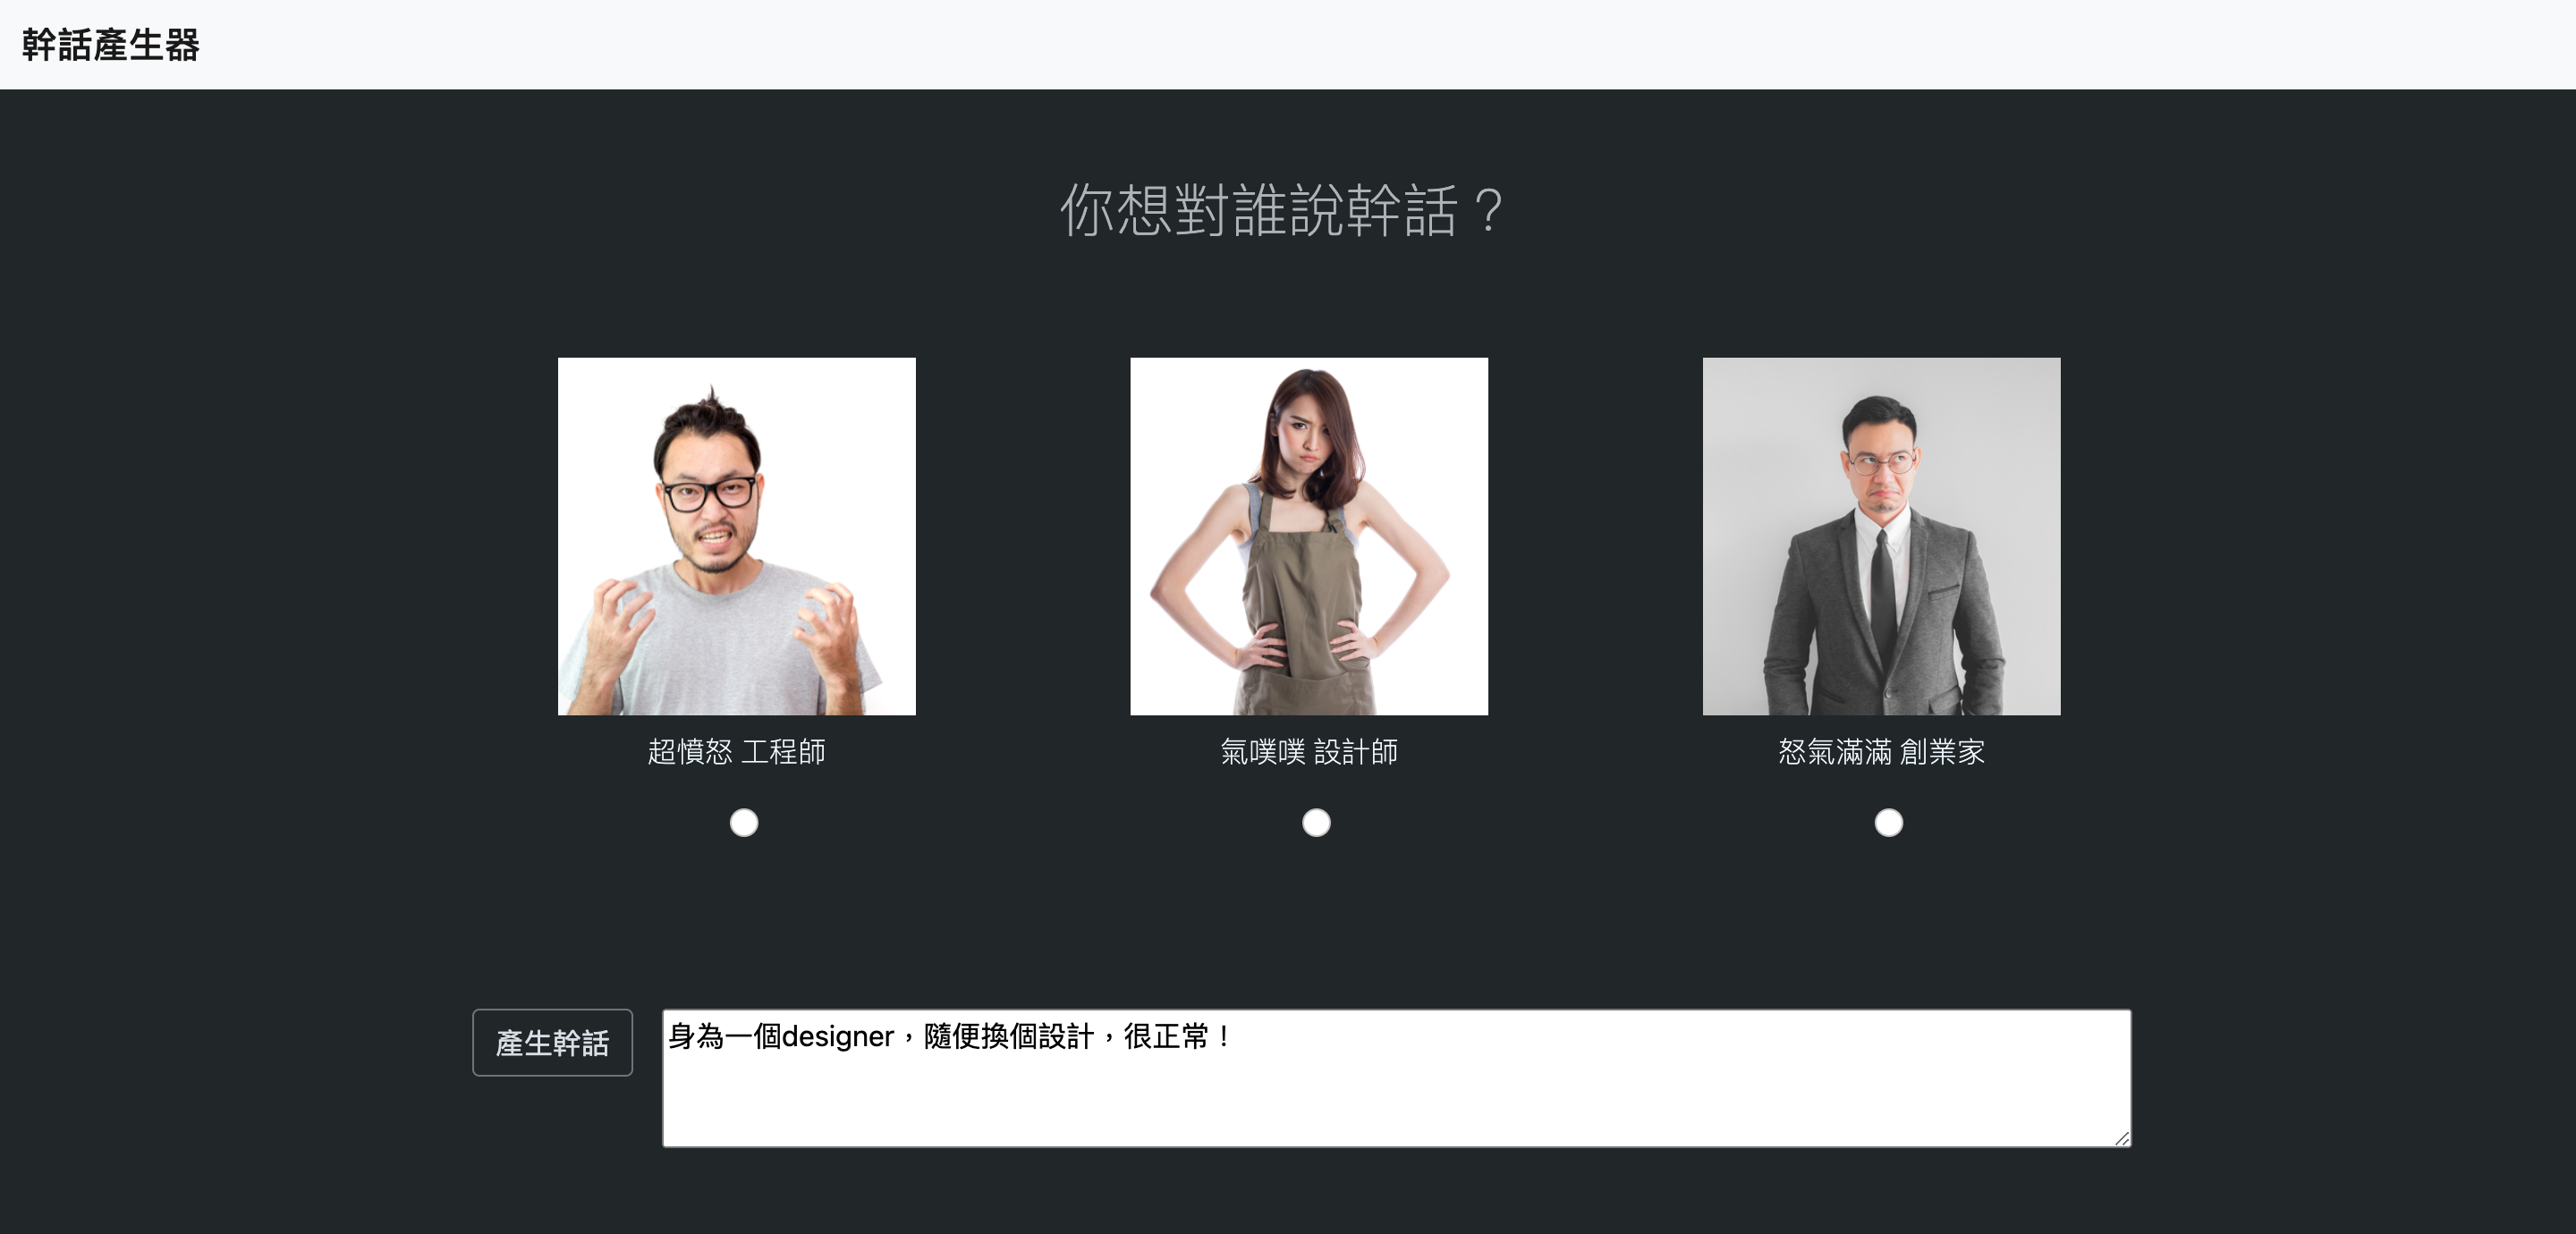 幹話產生器
你想對誰說幹話？
超憤怒 工程師
氣噗噗 設計師
怒氣滿滿 創業家
產生幹話
身為一個designer，隨便換個設計，很正常！